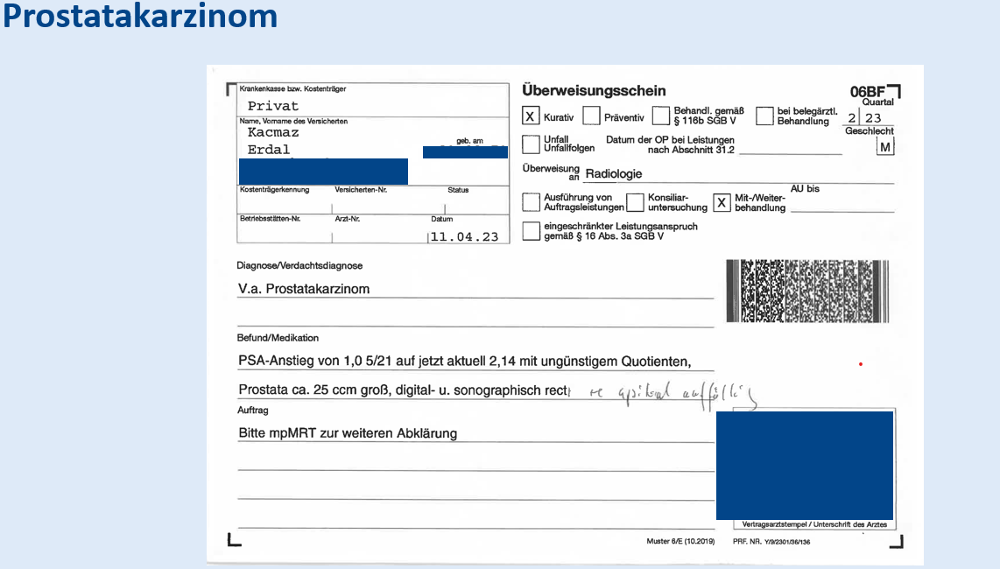 Prostatakarzinom
Krankenkasse bzw. Kostenträger
Privat
Name, Vorname des Versicherten
Kacmaz
Erdal
geb. am
Kostenträgerkennung Versicherten-Nr. Status
Betriebsstätten-Nr. Arzt-Nr. Datum
11.04.23
Überweisungsschein 06BF
Quartal
X Kurativ Präventiv Behandl. gemäß § 116b SGB V bei belegärztl. Behandlung 2 23
Geschlecht
Unfall Unfallfolgen Datum der OP bei Leistungen nach Abschnitt 31.2 M
Überweisung an Radiologie
AU bis
Ausführung von Auftragsleistungen Konsiliar-untersuchung X Mit-/Weiter-behandlung
eingeschränkter Leistungsanspruch
gemäß § 16 Abs. 3a SGB V
Diagnose/Verdachtsdiagnose
V.a. Prostatakarzinom
Befund/Medikation
PSA-Anstieg von 1,0 5/21 auf jetzt aktuell 2,14 mit ungünstigem Quotienten,
Prostata ca. 25 ccm groß, digital- u. sonographisch rect re apikal auffällig
Auftrag
Bitte mpMRT zur weiteren Abklärung
Vertragsarztstempel / Unterschrift des Arztes
Muster 6/E (10.2019) PRF. NR. Y/9/2301/36/136